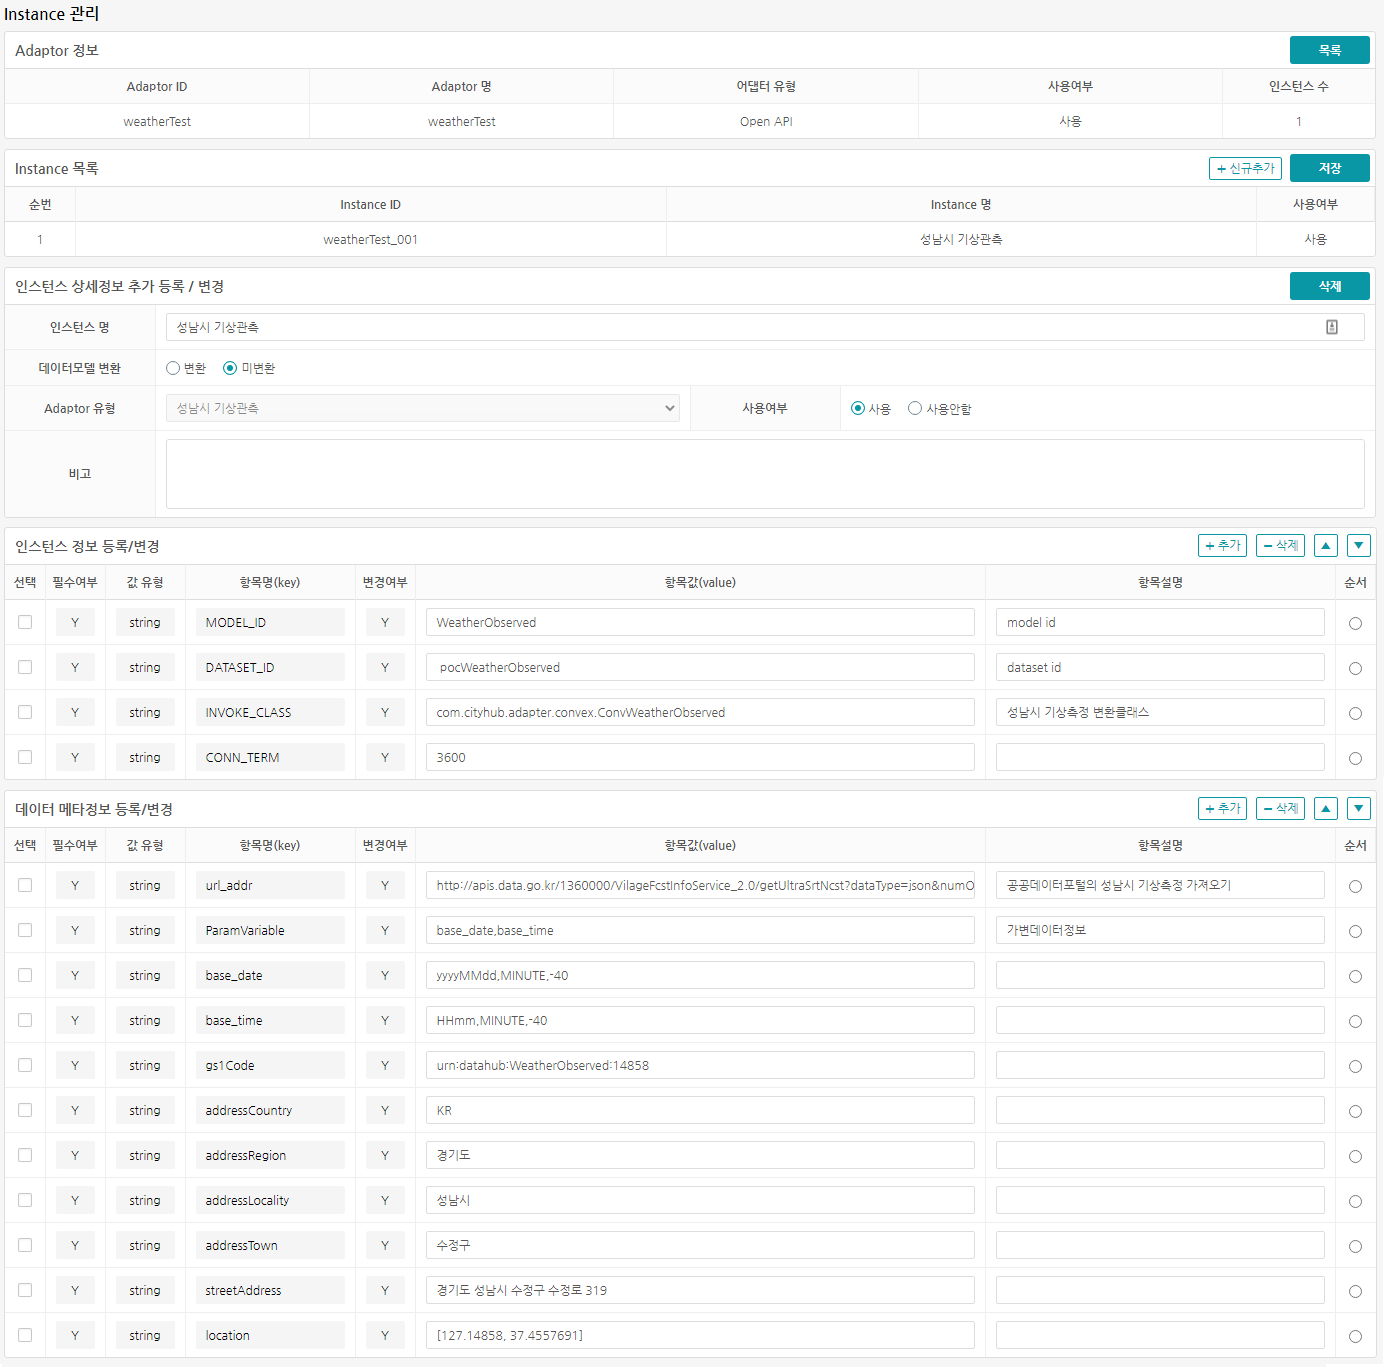 Instance 관리
Adaptor 정보 목록
Adaptor ID Adaptor 명 어댑터 유형 사용여부 인스턴스 수
weatherTest weatherTest Open API 사용 1
Instance 목록 + 신규추가 저장
순번 Instance ID Instance 명 사용여부
1 weatherTest_001 성남시 기상관측 사용
인스턴스 상세정보 추가 등록 / 변경 삭제
인스턴스 명 성남시 기상관측
데이터모델 변환 변환 미변환
Adaptor 유형 성남시 기상관측 사용여부 사용 사용안함
비고
인스턴스 정보 등록/변경 + 추가 − 삭제 ▲ ▼
선택 필수여부 값 유형 항목명(key) 변경여부 항목값(value) 항목설명 순서
Y string MODEL_ID Y WeatherObserved model id
Y string DATASET_ID Y pocWeatherObserved dataset id
Y string INVOKE_CLASS Y com.cityhub.adapter.convex.ConvWeatherObserved 성남시 기상측정 변환클래스
Y string CONN_TERM Y 3600
데이터 메타정보 등록/변경 + 추가 − 삭제 ▲ ▼
선택 필수여부 값 유형 항목명(key) 변경여부 항목값(value) 항목설명 순서
Y string url_addr Y http://apis.data.go.kr/1360000/VilageFcstInfoService_2.0/getUltraSrtNcst?dataType=json&numO 공공데이터포털의 성남시 기상측정 가져오기
Y string ParamVariable Y base_date,base_time 가변데이터정보
Y string base_date Y yyyyMMdd,MINUTE,-40
Y string base_time Y HHmm,MINUTE,-40
Y string gs1Code Y urn:datahub:WeatherObserved:14858
Y string addressCountry Y KR
Y string addressRegion Y 경기도
Y string addressLocality Y 성남시
Y string addressTown Y 수정구
Y string streetAddress Y 경기도 성남시 수정구 수정로 319
Y string location Y [127.14858, 37.4557691]